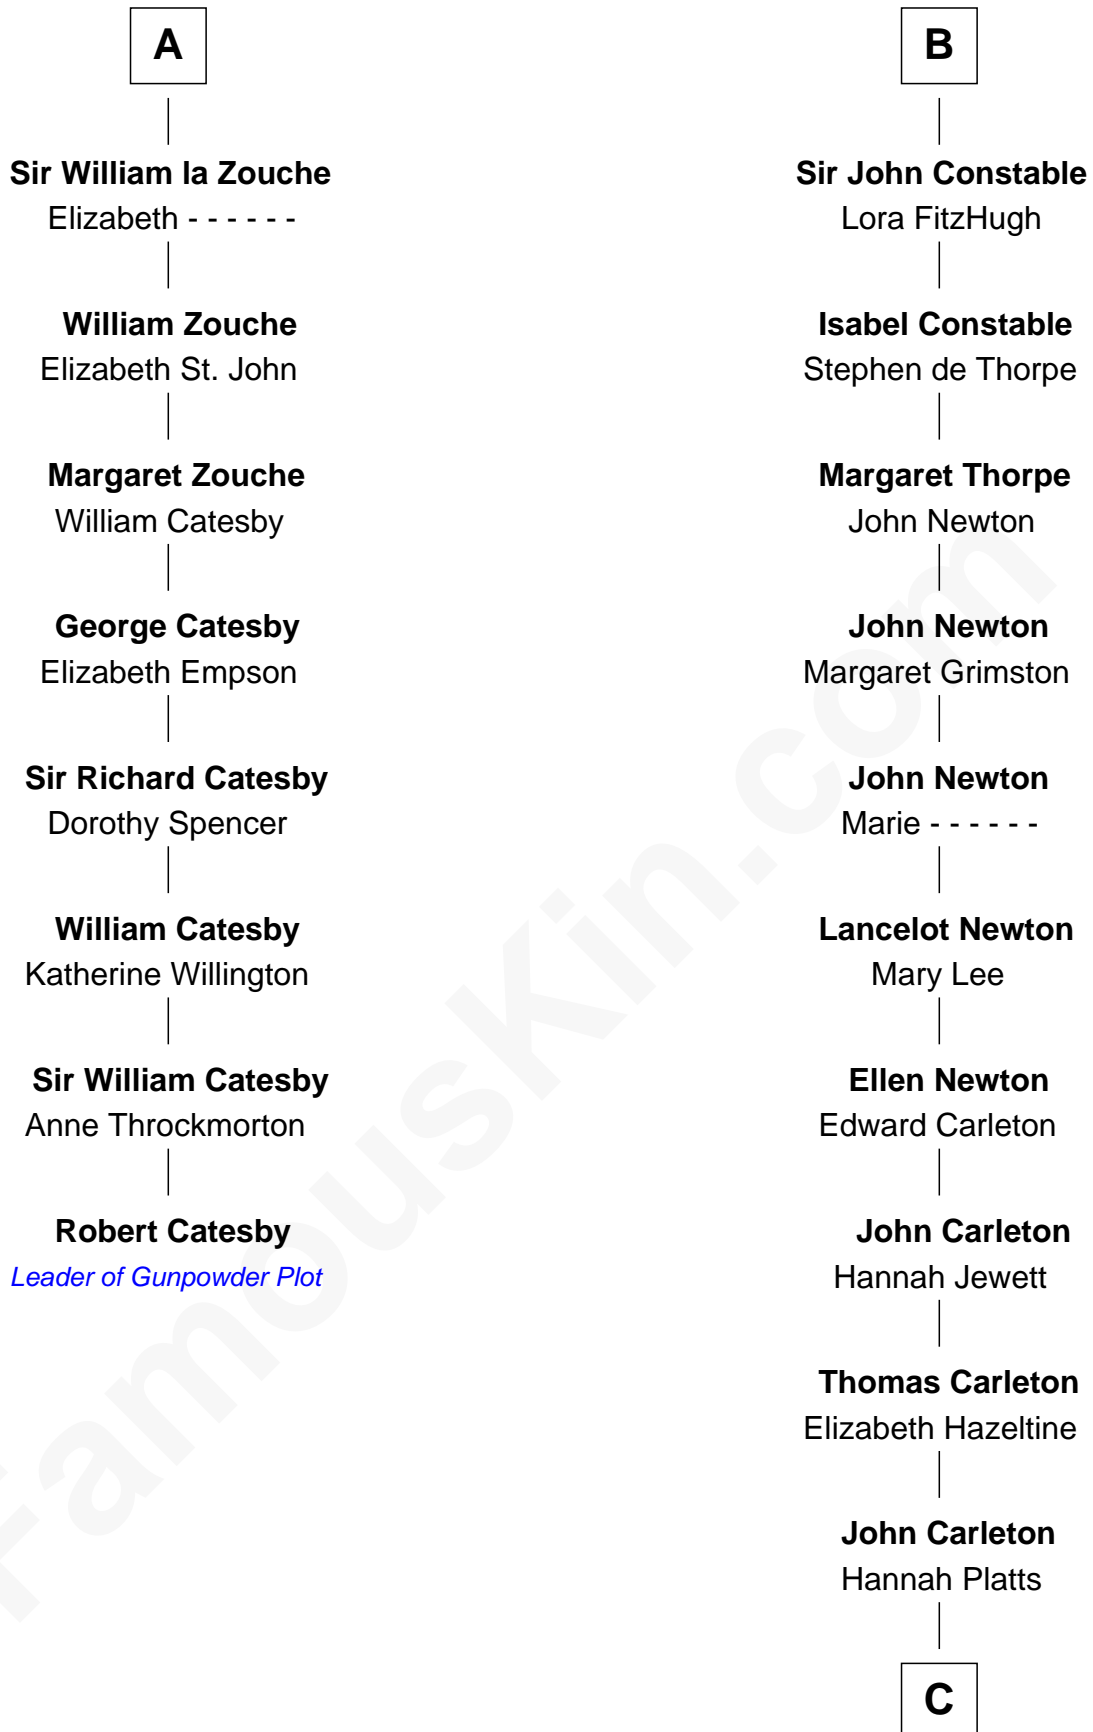 A
Sir William la Zouche
Elizabeth - - - - - -
William Zouche
Elizabeth St. John
Margaret Zouche
William Catesby
George Catesby
Elizabeth Empson
Sir Richard Catesby
Dorothy Spencer
William Catesby
Katherine Willington
Sir William Catesby
Anne Throckmorton
Robert Catesby
Leader of Gunpowder Plot
B
Sir John Constable
Lora FitzHugh
Isabel Constable
Stephen de Thorpe
Margaret Thorpe
John Newton
John Newton
Margaret Grimston
John Newton
Marie - - - - - -
Lancelot Newton
Mary Lee
Ellen Newton
Edward Carleton
John Carleton
Hannah Jewett
Thomas Carleton
Elizabeth Hazeltine
John Carleton
Hannah Platts
C
FamousKin.com